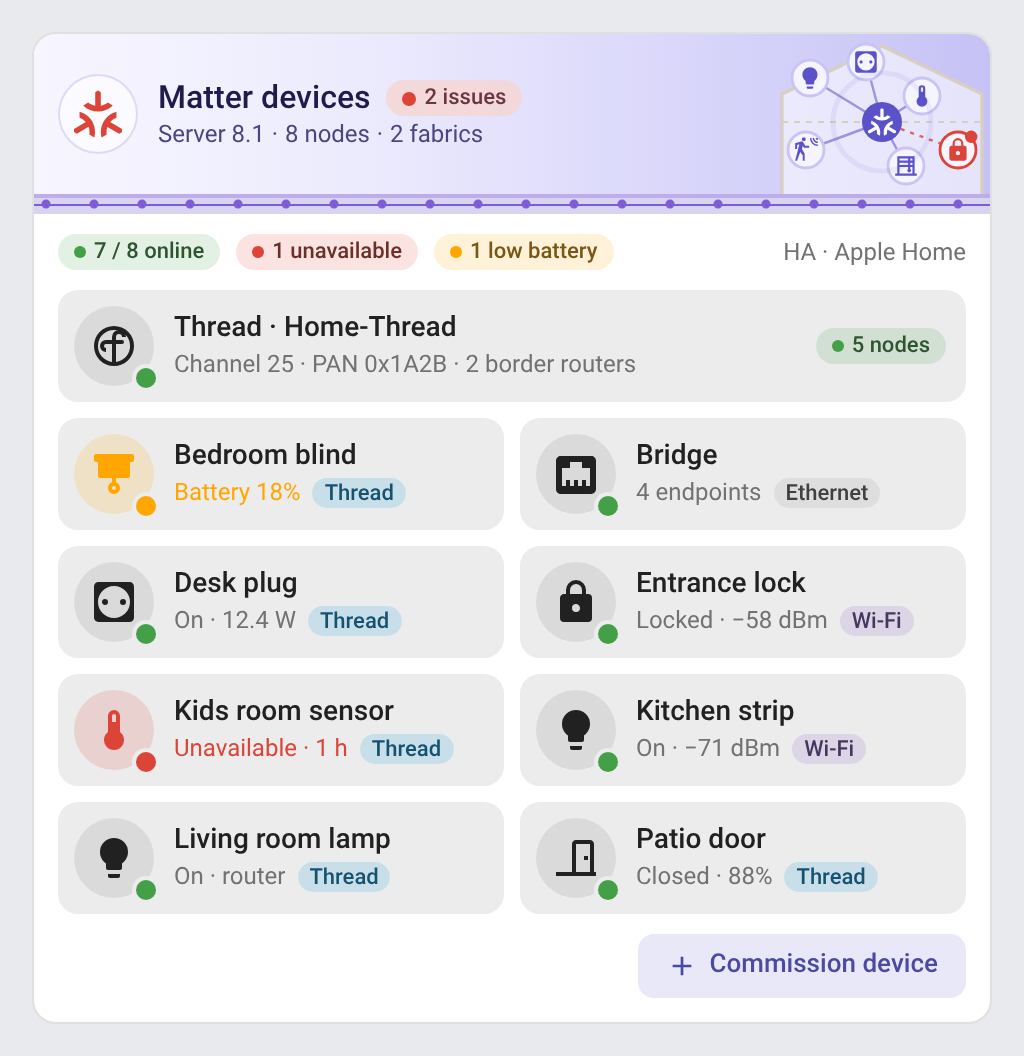 Matter devices 2 issues
Server 8.1 · 8 nodes · 2 fabrics
7 / 8 online 1 unavailable 1 low battery HA · Apple Home
Thread · Home-Thread
Channel 25 · PAN 0x1A2B · 2 border routers
5 nodes
Bedroom blind
Battery 18% Thread
Bridge
4 endpoints Ethernet
Desk plug
On · 12.4 W Thread
Entrance lock
Locked · −58 dBm Wi-Fi
Kids room sensor
Unavailable · 1 h Thread
Kitchen strip
On · −71 dBm Wi-Fi
Living room lamp
On · router Thread
Patio door
Closed · 88% Thread
+ Commission device